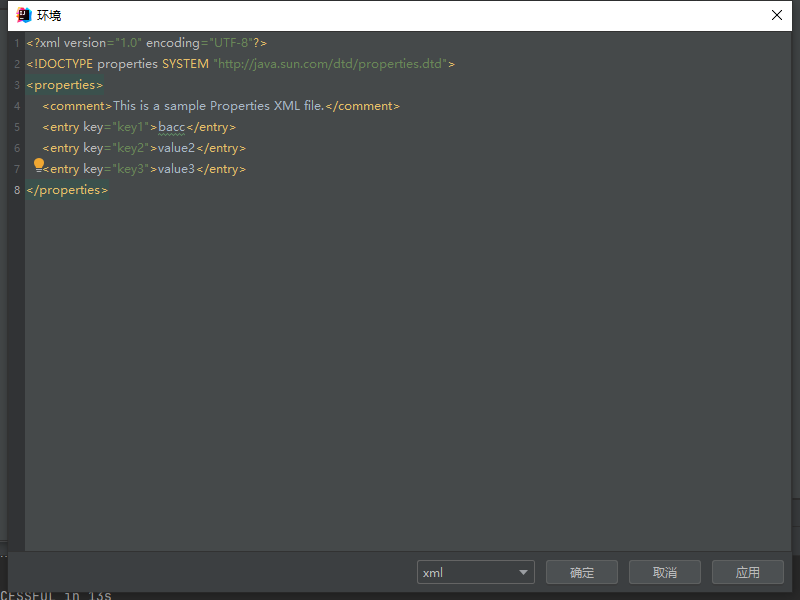 环境
1 <?xml version="1.0" encoding="UTF-8"?>
2 <!DOCTYPE properties SYSTEM "http://java.sun.com/dtd/properties.dtd">
3 <properties>
4 <comment>This is a sample Properties XML file.</comment>
5 <entry key="key1">bacc</entry>
6 <entry key="key2">value2</entry>
7 <entry key="key3">value3</entry>
8 </properties>
xml 确定 取消 应用
CESSFUL in 13s